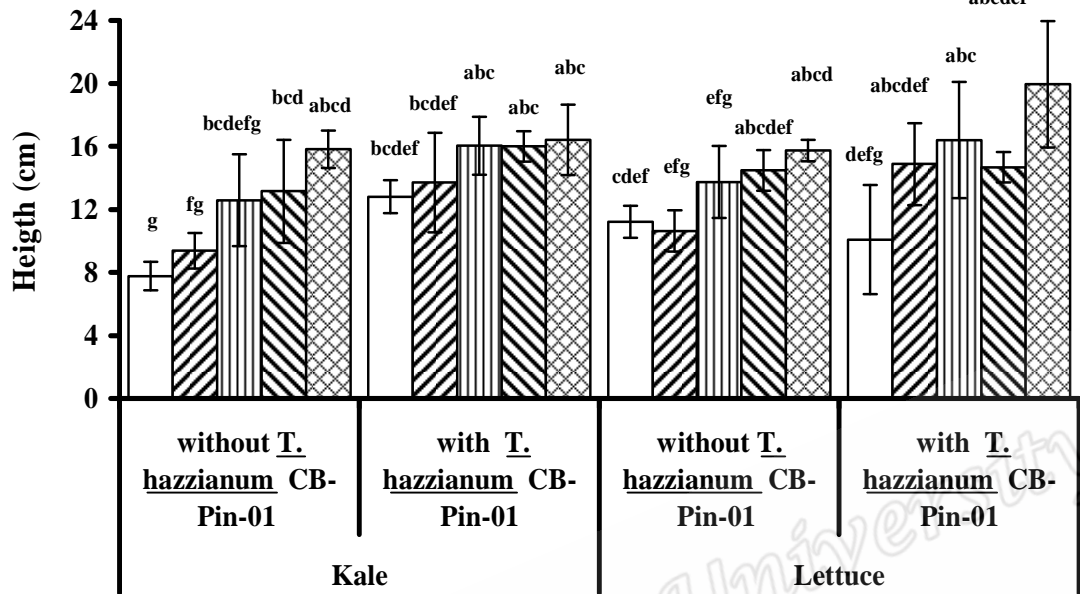 abcdef
24
abc
abc
abcd
20
abc
abcdef
bcd
abcd
bcdef
efg
abc
abcdef
bcdefg
16
bcdef
efg
defg
cdef
12
fg
g
8
4
0
Heigth (cm)
without T. hazzianum CB-Pin-01
with T. hazzianum CB-Pin-01
without T. hazzianum CB-Pin-01
with T. hazzianum CB-Pin-01
Kale
Lettuce
University